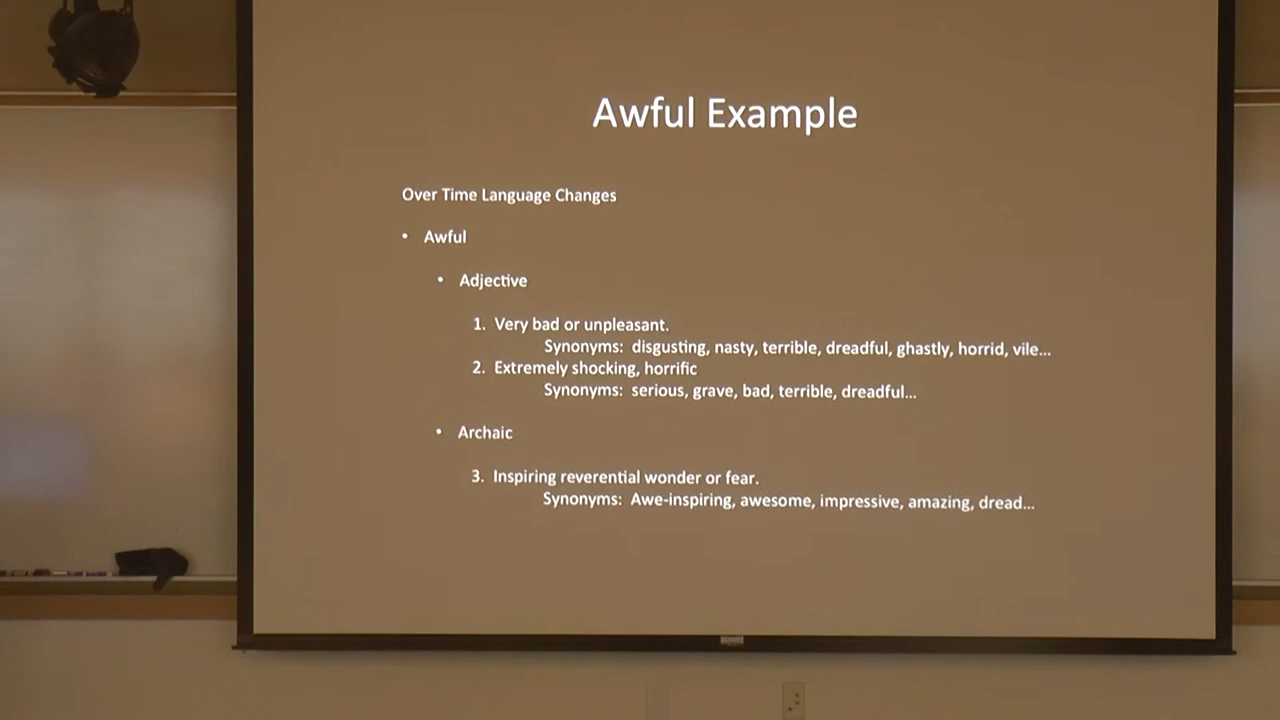 Awful Example
Over Time Language Changes
• Awful
• Adjective
1. Very bad or unpleasant.
Synonyms: disgusting, nasty, terrible, dreadful, ghastly, horrid, vile...
2. Extremely shocking, horrific
Synonyms: serious, grave, bad, terrible, dreadful...
• Archaic
3. Inspiring reverential wonder or fear.
Synonyms: Awe-inspiring, awesome, impressive, amazing, dread...